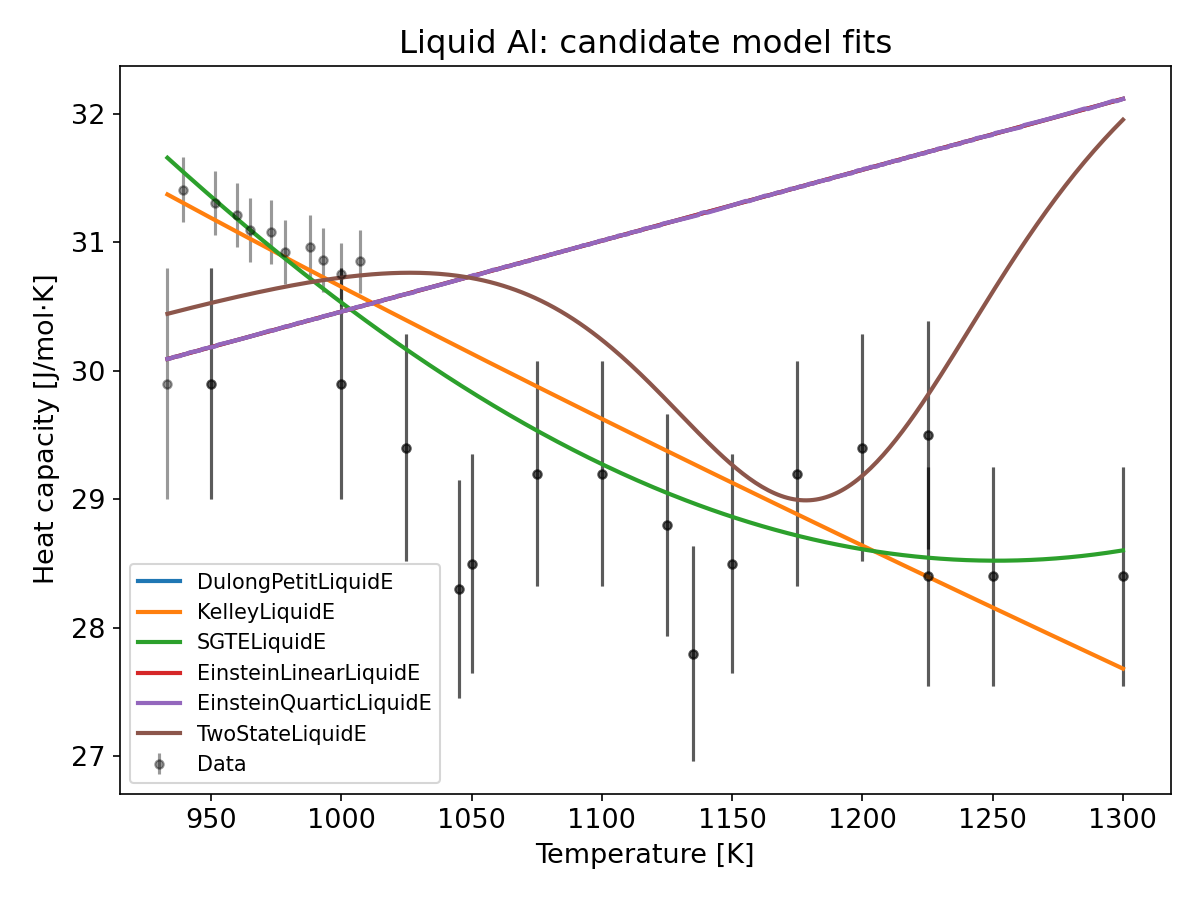 Liquid Al: candidate model fits
Heat capacity [J/mol·K]
32
31
30
29
28
27
DulongPetitLiquidE
KelleyLiquidE
SGTELiquidE
EinsteinLinearLiquidE
EinsteinQuarticLiquidE
TwoStateLiquidE
Data
950 1000 1050 1100 1150 1200 1250 1300
Temperature [K]